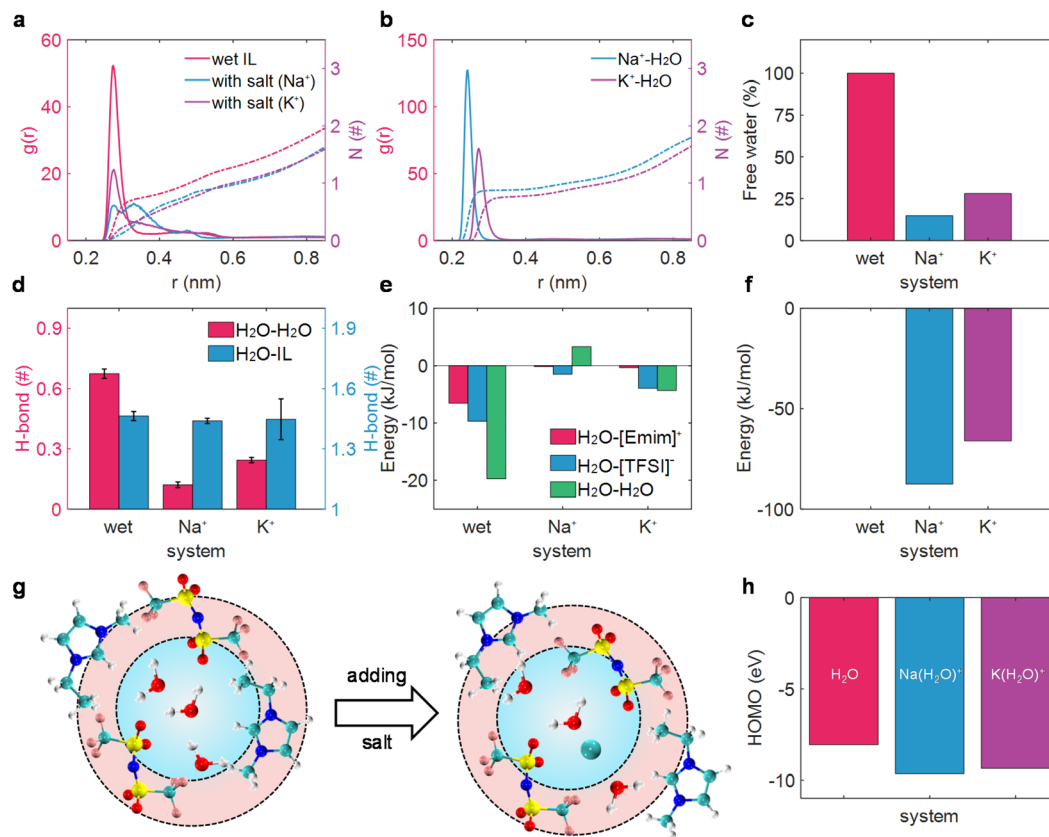 a
60
40
20
0
g(r)
wet IL
with salt (Na⁺)
with salt (K⁺)
3
2
1
0
N (#)
0.2 0.4 0.6 0.8
r (nm)
b
150
100
50
0
g(r)
Na⁺-H₂O
K⁺-H₂O
3
2
1
0
N (#)
0.2 0.4 0.6 0.8
r (nm)
c
100
75
50
25
0
Free water (%)
wet Na⁺ K⁺
system
d
0.9
0.6
0.3
0
H-bond (#)
H₂O-H₂O
H₂O-IL
1.9
1.6
1.3
1
H-bond (#)
wet Na⁺ K⁺
system
e
10
0
-10
-20
Energy (kJ/mol)
H₂O-[Emim]⁺
H₂O-[TFSI]⁻
H₂O-H₂O
wet Na⁺ K⁺
system
f
0
-50
-100
Energy (kJ/mol)
wet Na⁺ K⁺
system
g
adding
salt
h
0
-5
-10
HOMO (eV)
H₂O
Na(H₂O)⁺
K(H₂O)⁺
system